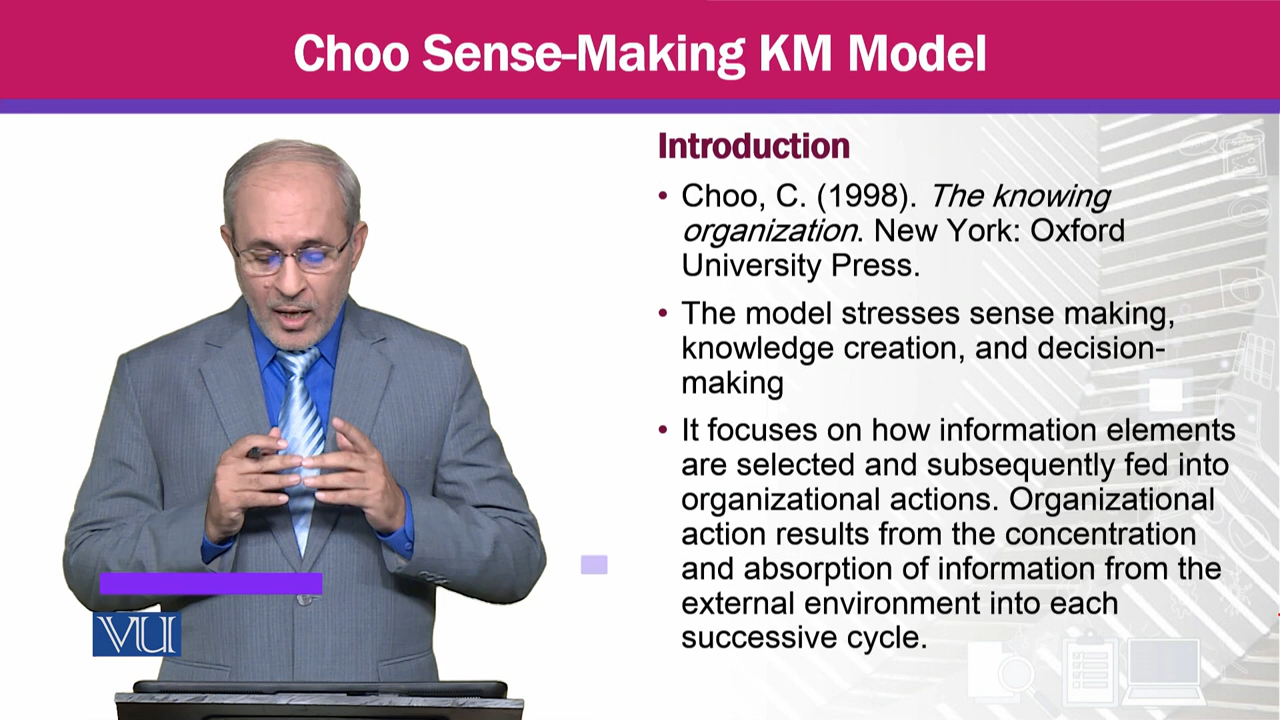 Choo Sense-Making KM Model
Introduction
• Choo, C. (1998). The knowing
organization. New York: Oxford
University Press.
• The model stresses sense making,
knowledge creation, and decision-
making
• It focuses on how information elements
are selected and subsequently fed into
organizational actions. Organizational
action results from the concentration
and absorption of information from the
external environment into each
successive cycle.
VU